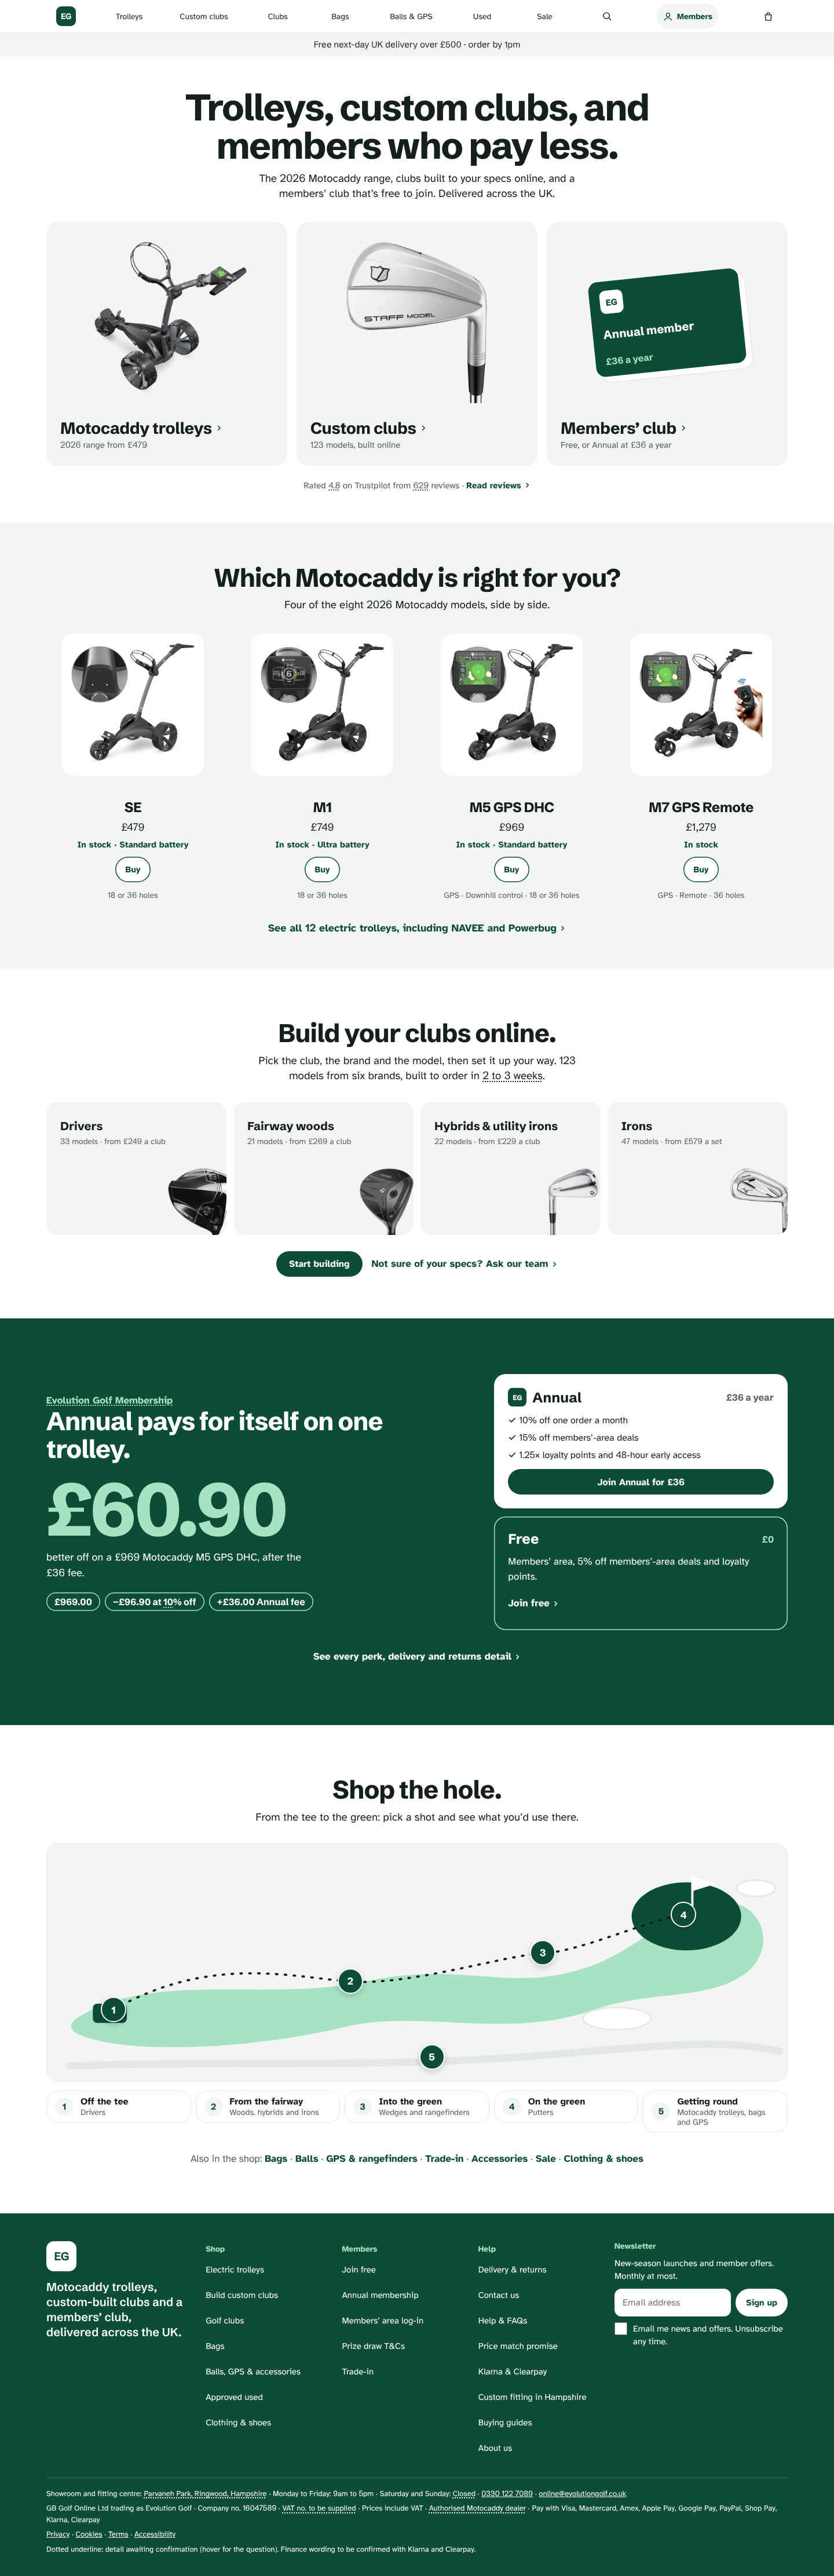 EG
Trolleys
Custom clubs
Clubs
Bags
Balls & GPS
Used
Sale
Members
Free next-day UK delivery over £500 · order by 1pm
Trolleys, custom clubs, and
members who pay less.
The 2026 Motocaddy range, clubs built to your specs online, and a
members’ club that’s free to join. Delivered across the UK.
STAFF MODEL
EG
Annual member
£36 a year
Motocaddy trolleys ›
2026 range from £479
Custom clubs ›
123 models, built online
Members’ club ›
Free, or Annual at £36 a year
Rated 4.8 on Trustpilot from 629 reviews · Read reviews ›
Which Motocaddy is right for you?
Four of the eight 2026 Motocaddy models, side by side.
SE
£479
In stock · Standard battery
Buy
18 or 36 holes
M1
£749
In stock · Ultra battery
Buy
18 or 36 holes
M5 GPS DHC
£969
In stock · Standard battery
Buy
GPS · Downhill control · 18 or 36 holes
M7 GPS Remote
£1,279
In stock
Buy
GPS · Remote · 36 holes
See all 12 electric trolleys, including NAVEE and Powerbug ›
Build your clubs online.
Pick the club, the brand and the model, then set it up your way. 123
models from six brands, built to order in 2 to 3 weeks.
Drivers
33 models · from £249 a club
Fairway woods
21 models · from £269 a club
Hybrids & utility irons
22 models · from £229 a club
Irons
47 models · from £579 a set
Start building
Not sure of your specs? Ask our team ›
Evolution Golf Membership
Annual pays for itself on one
trolley.
£60.90
better off on a £969 Motocaddy M5 GPS DHC, after the
£36 fee.
£969.00
−£96.90 at 10% off
+£36.00 Annual fee
EG
Annual
£36 a year
✓ 10% off one order a month
✓ 15% off members’-area deals
✓ 1.25× loyalty points and 48-hour early access
Join Annual for £36
Free
£0
Members’ area, 5% off members’-area deals and loyalty
points.
Join free ›
See every perk, delivery and returns detail ›
Shop the hole.
From the tee to the green: pick a shot and see what you’d use there.
4
3
2
1
5
1
Off the tee
Drivers
2
From the fairway
Woods, hybrids and irons
3
Into the green
Wedges and rangefinders
4
On the green
Putters
5
Getting round
Motocaddy trolleys, bags
and GPS
Also in the shop: Bags · Balls · GPS & rangefinders · Trade-in · Accessories · Sale · Clothing & shoes
EG
Motocaddy trolleys,
custom-built clubs and a
members’ club,
delivered across the UK.
Shop
Electric trolleys
Build custom clubs
Golf clubs
Bags
Balls, GPS & accessories
Approved used
Clothing & shoes
Members
Join free
Annual membership
Members’ area log-in
Prize draw T&Cs
Trade-in
Help
Delivery & returns
Contact us
Help & FAQs
Price match promise
Klarna & Clearpay
Custom fitting in Hampshire
Buying guides
About us
Newsletter
New-season launches and member offers.
Monthly at most.
Email address
Sign up
Email me news and offers. Unsubscribe
any time.
Showroom and fitting centre: Parvaneh Park, Ringwood, Hampshire · Monday to Friday: 9am to 5pm · Saturday and Sunday: Closed · 0330 122 7089 · online@evolutiongolf.co.uk
GB Golf Online Ltd trading as Evolution Golf · Company no. 16047589 · VAT no. to be supplied · Prices include VAT · Authorised Motocaddy dealer · Pay with Visa, Mastercard, Amex, Apple Pay, Google Pay, PayPal, Shop Pay,
Klarna, Clearpay
Privacy · Cookies · Terms · Accessibility
Dotted underline: detail awaiting confirmation (hover for the question). Finance wording to be confirmed with Klarna and Clearpay.